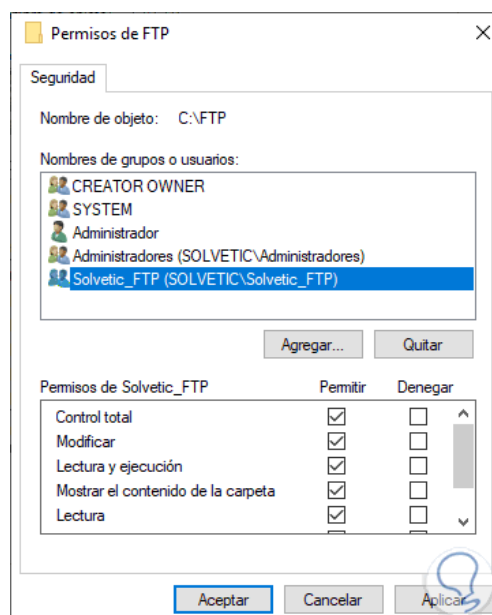 Permisos de FTP
Seguridad
Nombre de objeto: C:\FTP
Nombres de grupos o usuarios:
CREATOR OWNER
SYSTEM
Administrador
Administradores (SOLVETIC\Administradores)
Solvetic_FTP (SOLVETIC\Solvetic_FTP)
Agregar... Quitar
Permisos de Solvetic_FTP Permitir Denegar
Control total
Modificar
Lectura y ejecución
Mostrar el contenido de la carpeta
Lectura
Aceptar Cancelar Aplicar